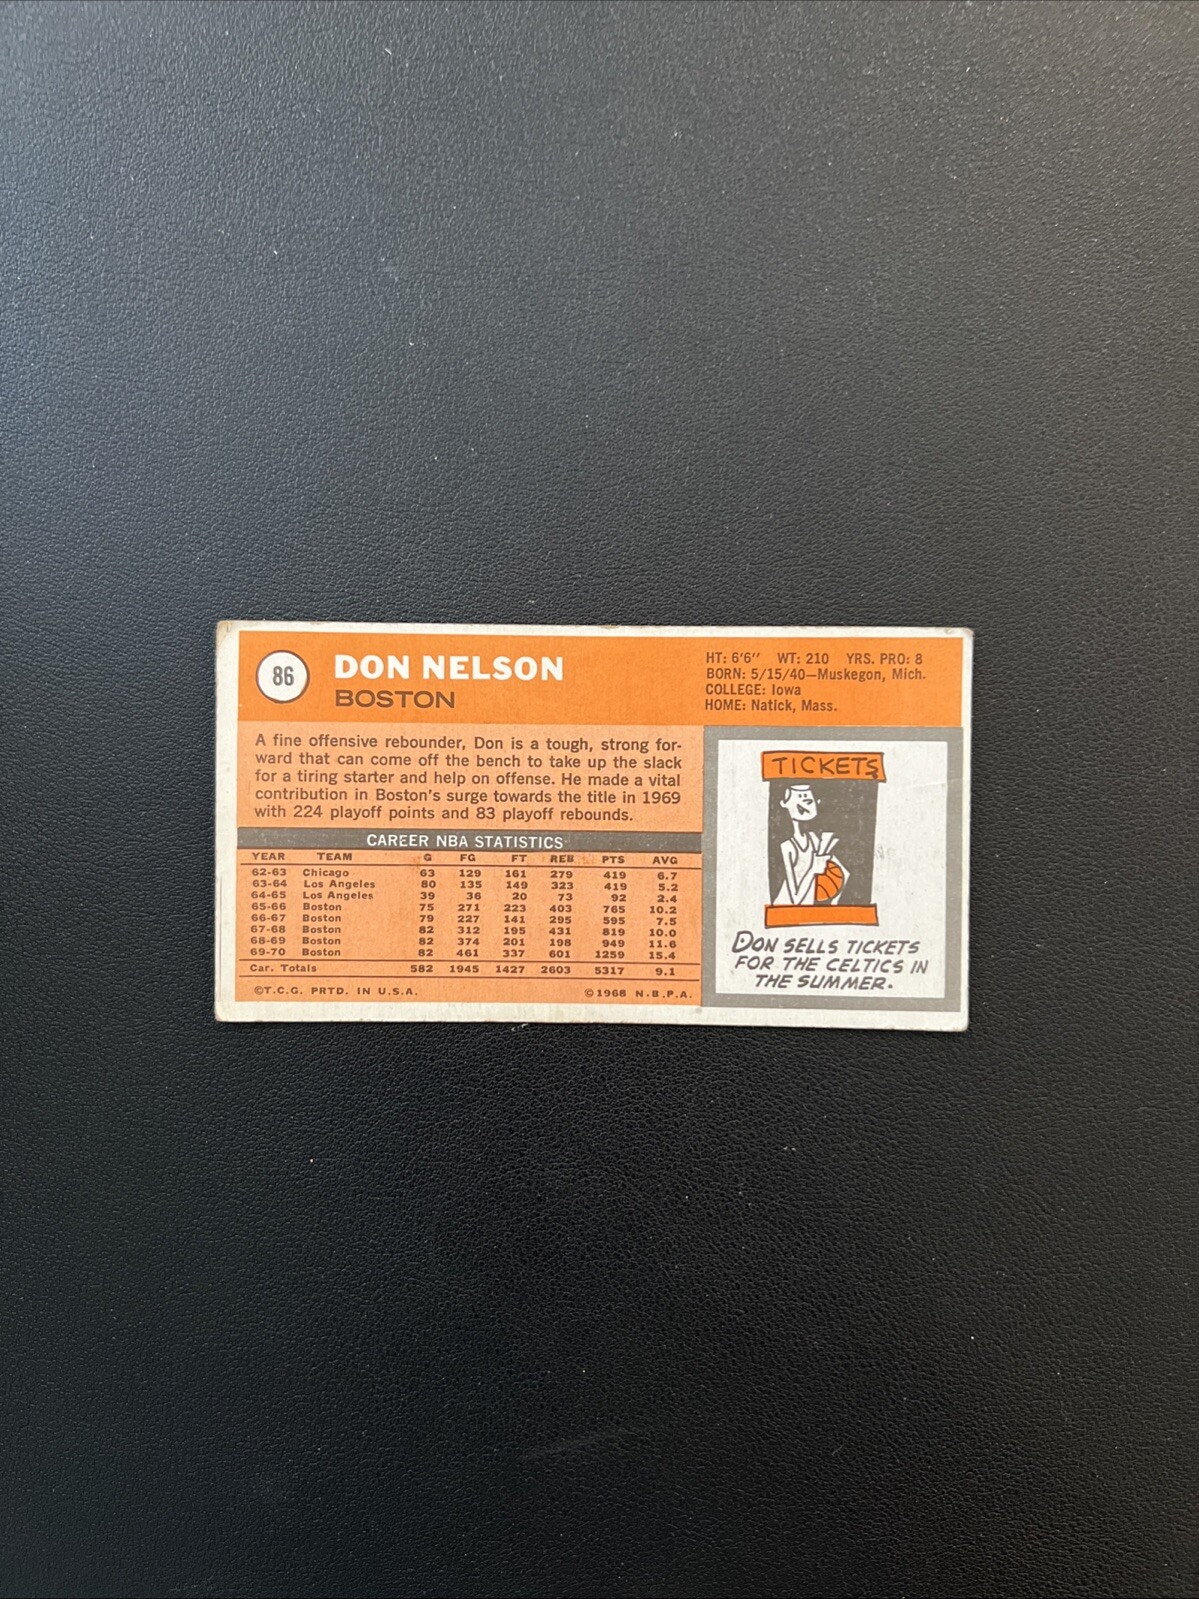 86
DON NELSON
BOSTON
HT: 6'6" WT: 210 YRS. PRO: 8
BORN: 5/15/40—Muskegon, Mich.
COLLEGE: Iowa
HOME: Natick, Mass.
A fine offensive rebounder, Don is a tough, strong for-
ward that can come off the bench to take up the slack
for a tiring starter and help on offense. He made a vital
contribution in Boston's surge towards the title in 1969
with 224 playoff points and 83 playoff rebounds.
CAREER NBA STATISTICS
YEAR TEAM G FG FT REB PTS AVG
62-63 Chicago 63 129 161 279 419 6.7
63-64 Los Angeles 80 135 149 323 419 5.2
64-65 Los Angeles 39 36 20 73 92 2.4
65-66 Boston 75 271 223 403 765 10.2
66-67 Boston 79 227 141 295 595 7.5
67-68 Boston 82 312 195 431 819 10.0
68-69 Boston 82 374 201 198 949 11.6
69-70 Boston 82 461 337 601 1259 15.4
Car. Totals 582 1945 1427 2603 5317 9.1
©T.C.G. PRTD. IN U.S.A. ©1968 N.B.P.A.
TICKETS
DON SELLS TICKETS
FOR THE CELTICS IN
THE SUMMER.